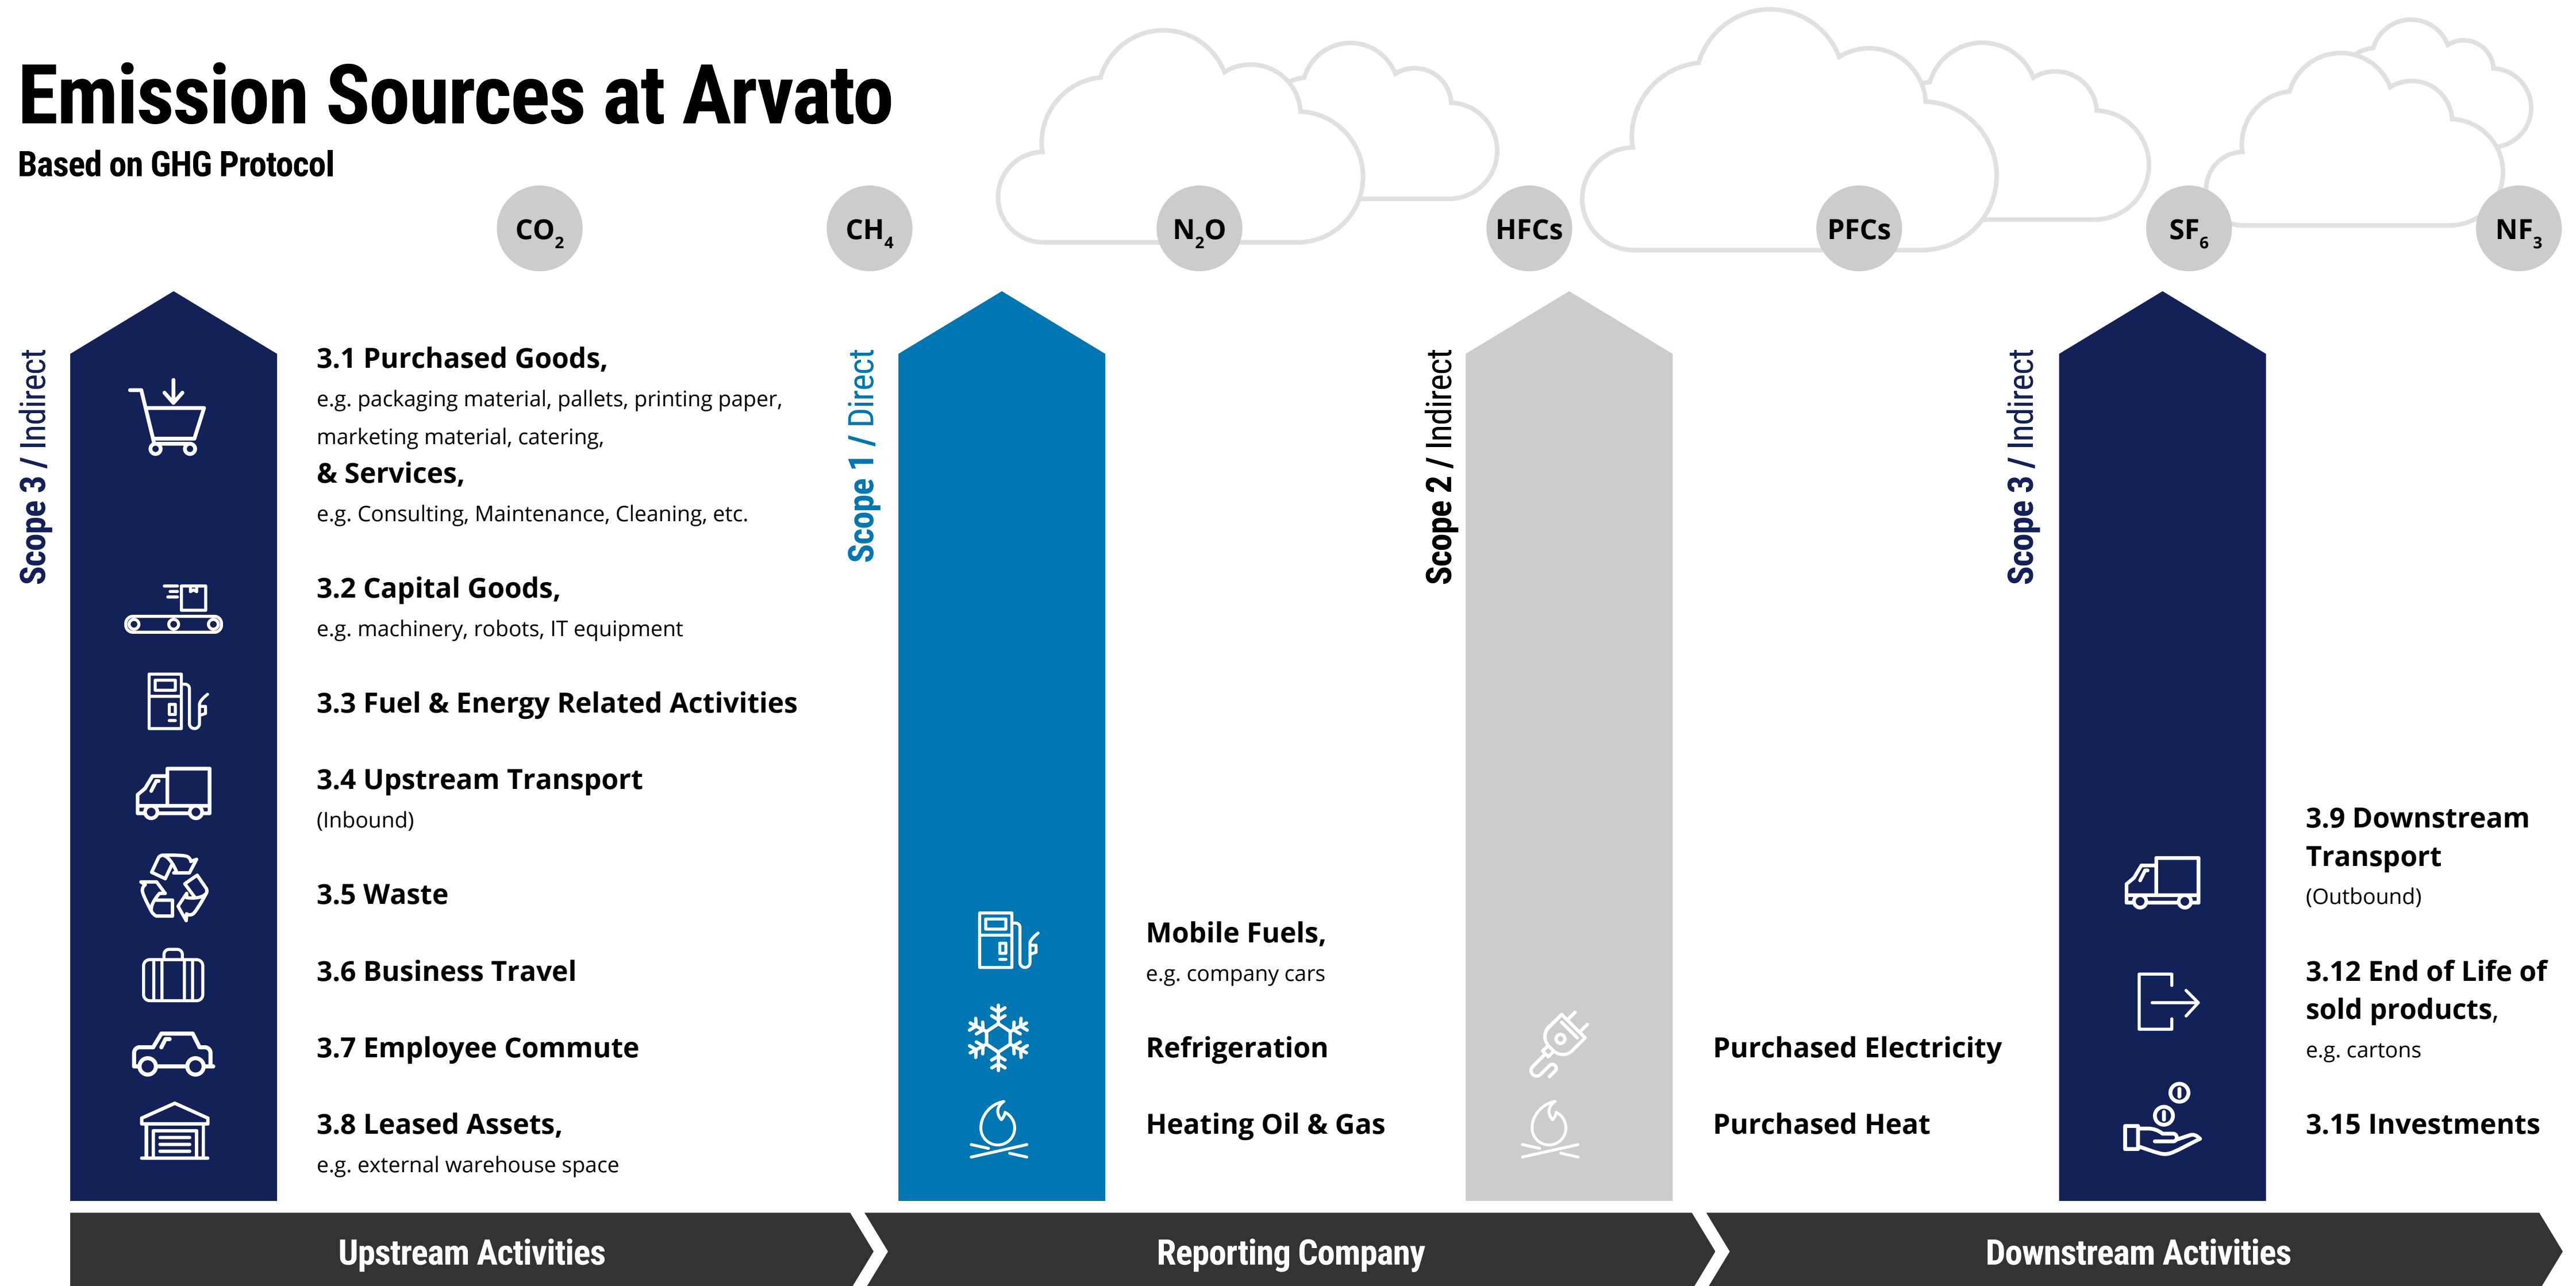 Emission Sources at Arvato
Based on GHG Protocol
CO₂
CH₄
N₂O
HFCs
PFCs
SF₆
NF₃
Scope 3 / Indirect
3.1 Purchased Goods,
e.g. packaging material, pallets, printing paper,
marketing material, catering,
& Services,
e.g. Consulting, Maintenance, Cleaning, etc.
3.2 Capital Goods,
e.g. machinery, robots, IT equipment
3.3 Fuel & Energy Related Activities
3.4 Upstream Transport
(Inbound)
3.5 Waste
3.6 Business Travel
3.7 Employee Commute
3.8 Leased Assets,
e.g. external warehouse space
Scope 1 / Direct
Mobile Fuels,
e.g. company cars
Refrigeration
Heating Oil & Gas
Scope 2 / Indirect
Purchased Electricity
Purchased Heat
Scope 3 / Indirect
3.9 Downstream
Transport
(Outbound)
3.12 End of Life of
sold products,
e.g. cartons
3.15 Investments
Upstream Activities
Reporting Company
Downstream Activities